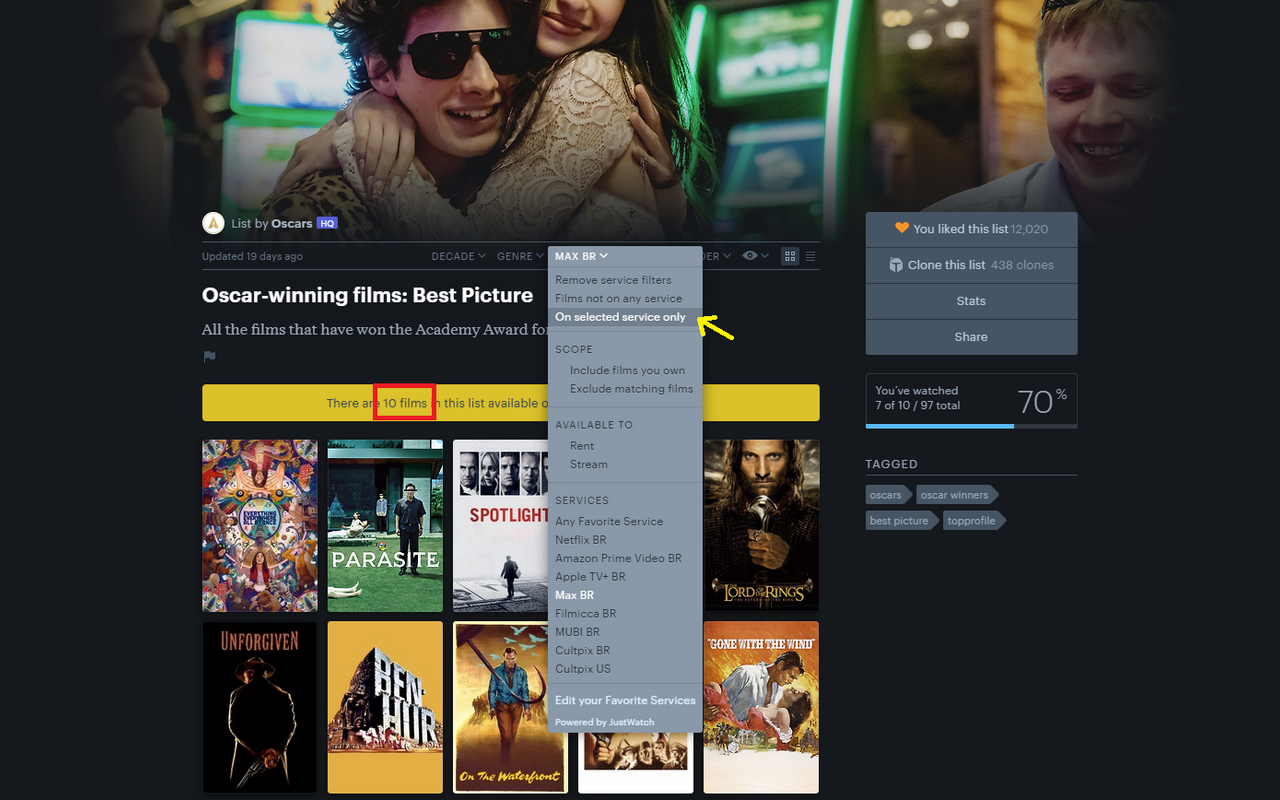 List by Oscars HQ
Updated 19 days ago
DECADE GENRE MAX BR DER
Oscar-winning films: Best Picture
All the films that have won the Academy Award for
There are 10 films in this list available o
Remove service filters
Films not on any service
On selected service only
SCOPE
Include films you own
Exclude matching films
AVAILABLE TO
Rent
Stream
SERVICES
Any Favorite Service
Netflix BR
Amazon Prime Video BR
Apple TV+ BR
Max BR
Filmicca BR
MUBI BR
Cultpix BR
Cultpix US
Edit your Favorite Services
Powered by JustWatch
You liked this list 12,020
Clone this list 438 clones
Stats
Share
You've watched
7 of 10 / 97 total
70%
TAGGED
oscars oscar winners
best picture topprofile
EVERYTHING
EVERYWHERE
ALL AT ONCE
PARASITE
SPOTLIGHT
THE LORD OF THE RINGS
THE RETURN OF THE KING
UNFORGIVEN
BEN-HUR
On The Waterfront
"GONE WITH THE WIND"